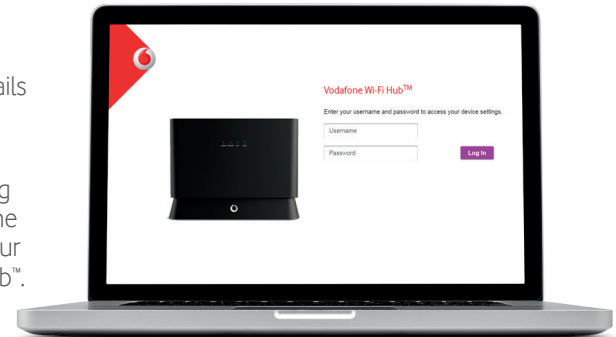 ails
g
ne
ur
b™.
Vodafone Wi-Fi Hub™
Enter your username and password to access your device settings.
Username
Password
Log In